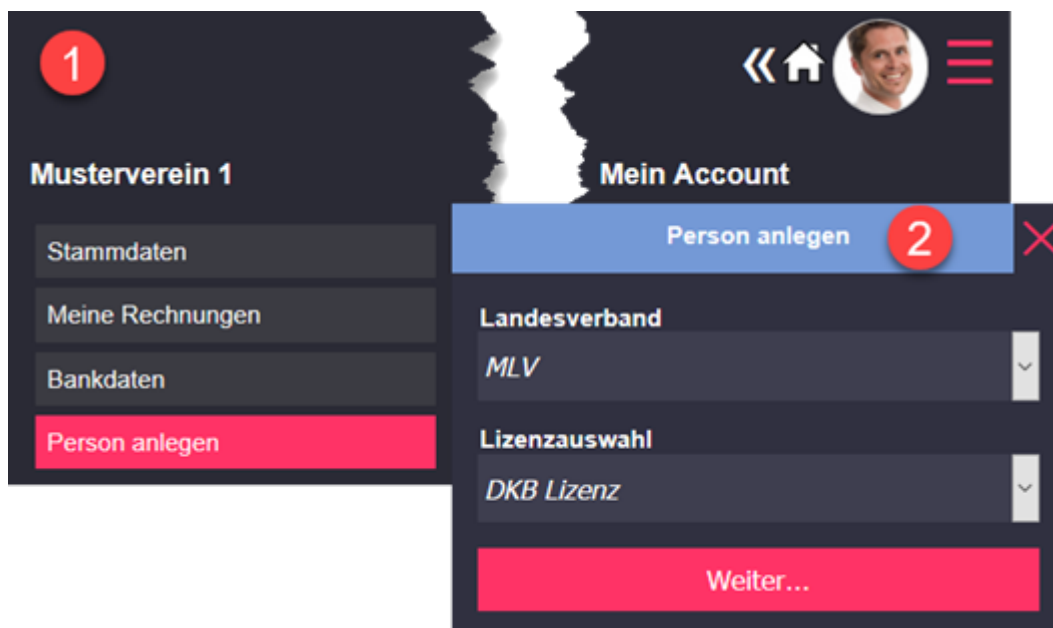 1
«
Musterverein 1
Mein Account
Stammdaten
Meine Rechnungen
Bankdaten
Person anlegen
Person anlegen
2
Landesverband
MLV
Lizenzauswahl
DKB Lizenz
Weiter...